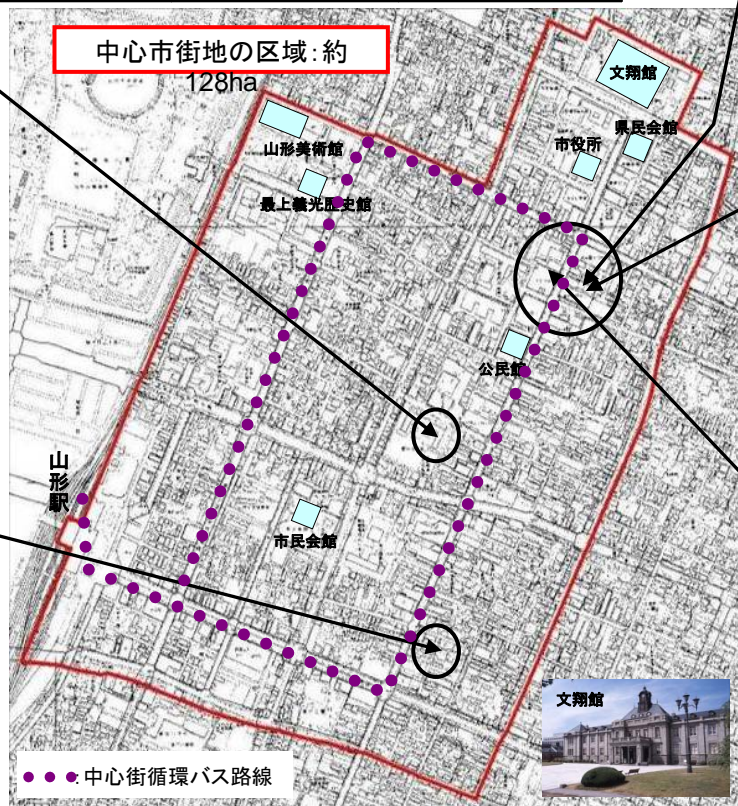 中心市街地の区域:約
128ha
文翔館
県民会館
市役所
山形美術館
最上義光歴史館
公民館
山形駅
市民会館
文翔館
:中心街循環バス路線